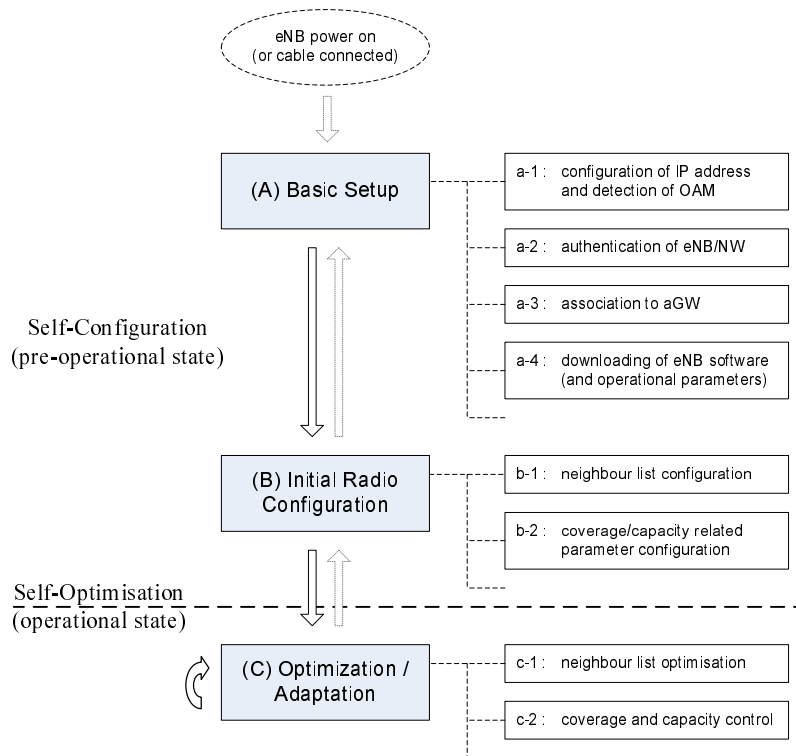 eNB power on
(or cable connected)
(A) Basic Setup
a-1 : configuration of IP address
and detection of OAM
a-2 : authentication of eNB/NW
a-3 : association to aGW
a-4 : downloading of eNB software
(and operational parameters)
Self-Configuration
(pre-operational state)
(B) Initial Radio
Configuration
b-1 : neighbour list configuration
b-2 : coverage/capacity related
parameter configuration
Self-Optimisation
(operational state)
(C) Optimization /
Adaptation
c-1 : neighbour list optimisation
c-2 : coverage and capacity control